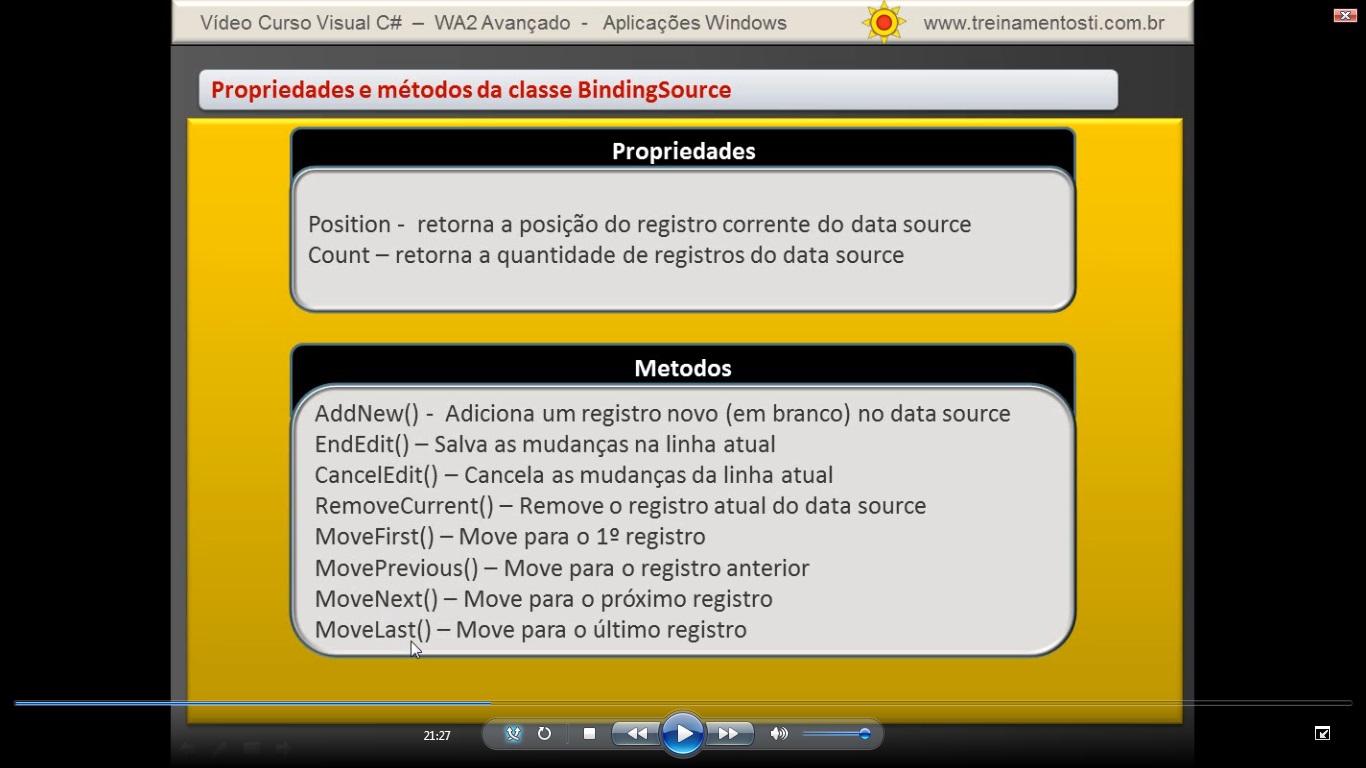 Vídeo Curso Visual C# – WA2 Avançado - Aplicações Windows
www.treinamentosti.com.br
Propriedades e métodos da classe BindingSource
Propriedades
Position - retorna a posição do registro corrente do data source
Count – retorna a quantidade de registros do data source
Metodos
AddNew() - Adiciona um registro novo (em branco) no data source
EndEdit() – Salva as mudanças na linha atual
CancelEdit() – Cancela as mudanças da linha atual
RemoveCurrent() – Remove o registro atual do data source
MoveFirst() – Move para o 1º registro
MovePrevious() – Move para o registro anterior
MoveNext() – Move para o próximo registro
MoveLast() – Move para o último registro
21:27